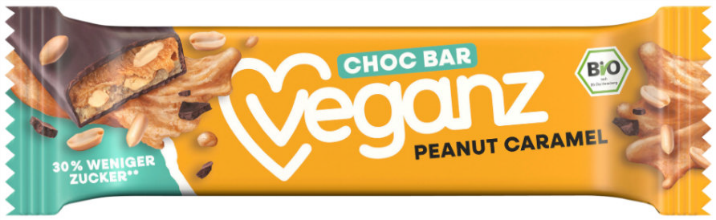 CHOC BAR
veganz
PEANUT CARAMEL
30% WENIGER
ZUCKER**
BiO